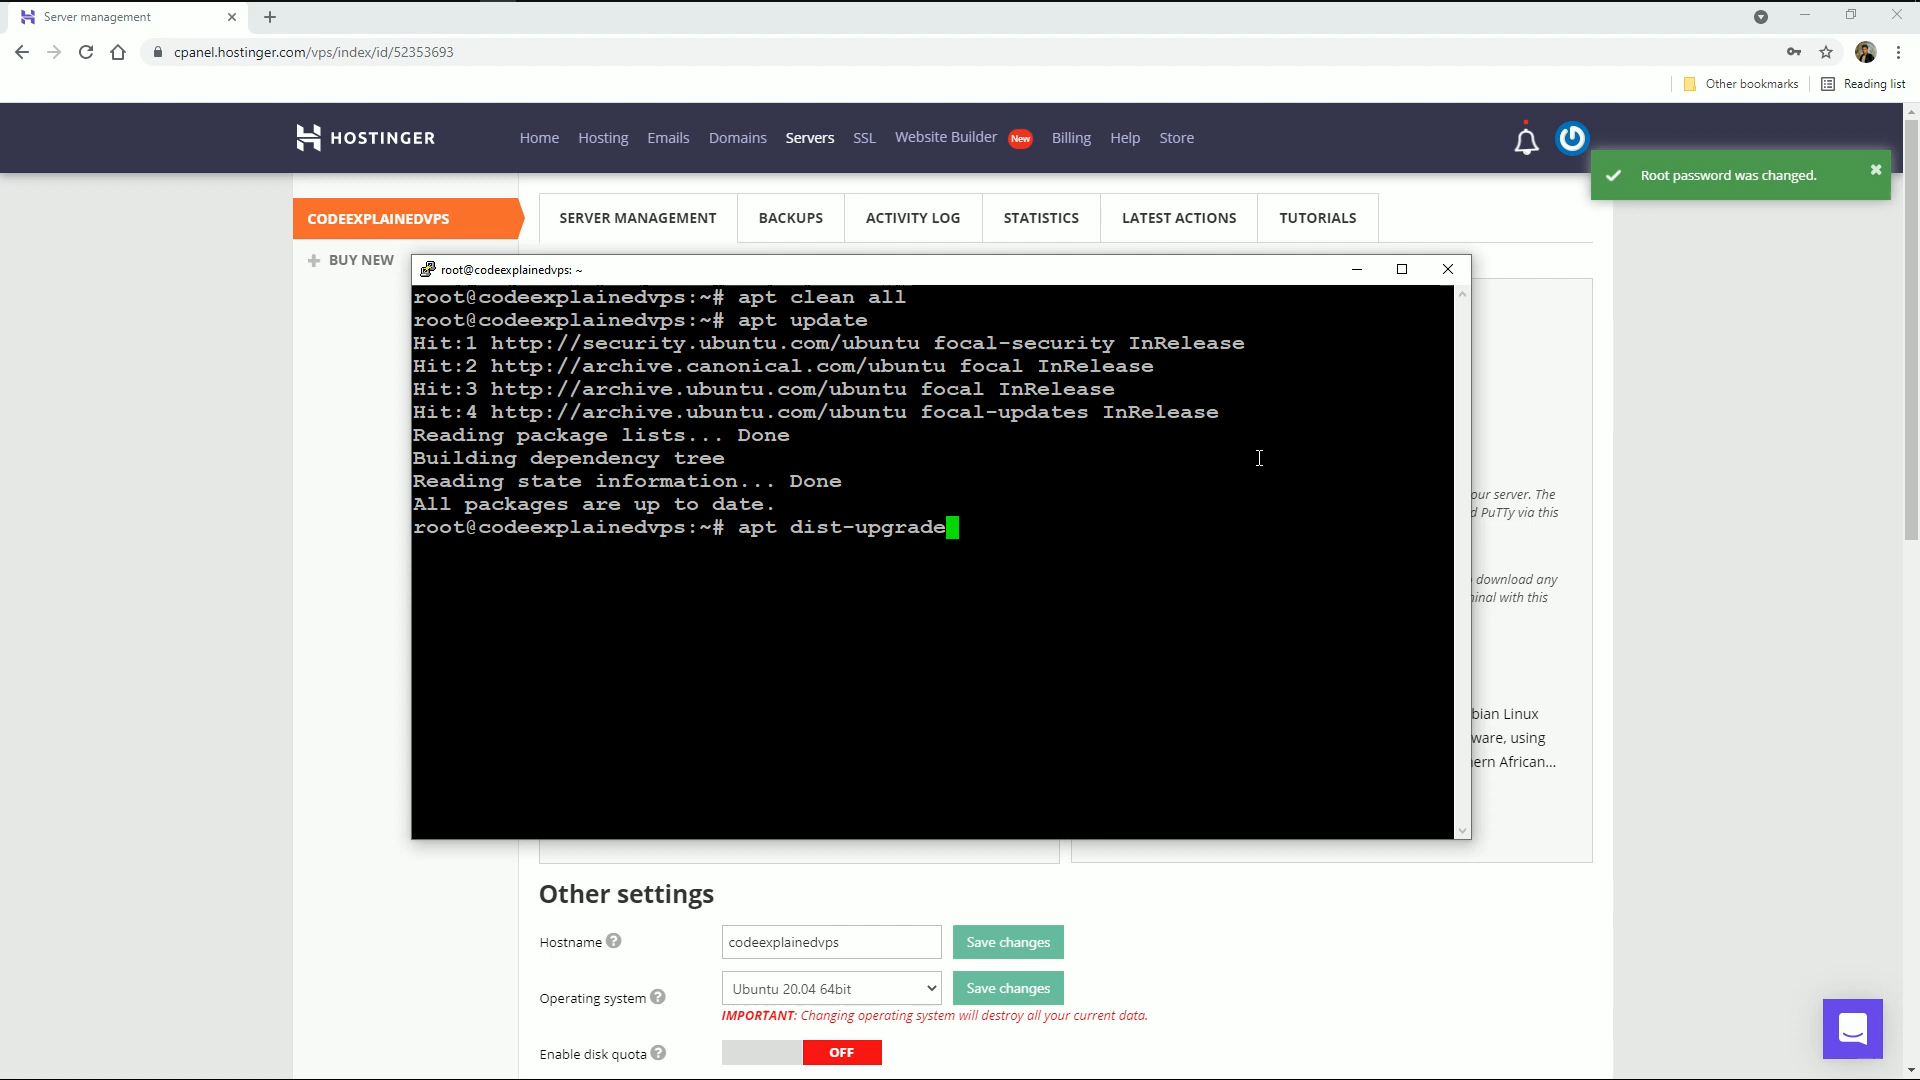 Server management
cpanel.hostinger.com/vps/index/id/52353693
Other bookmarks
Reading list
HOSTINGER
Home Hosting Emails Domains Servers SSL Website Builder New Billing Help Store
Root password was changed.
CODEEXPLAINEDVPS
SERVER MANAGEMENT BACKUPS ACTIVITY LOG STATISTICS LATEST ACTIONS TUTORIALS
BUY NEW
root@codeexplainedvps: ~
root@codeexplainedvps:~# apt clean all
root@codeexplainedvps:~# apt update
Hit:1 http://security.ubuntu.com/ubuntu focal-security InRelease
Hit:2 http://archive.canonical.com/ubuntu focal InRelease
Hit:3 http://archive.ubuntu.com/ubuntu focal InRelease
Hit:4 http://archive.ubuntu.com/ubuntu focal-updates InRelease
Reading package lists... Done
Building dependency tree
Reading state information... Done
All packages are up to date.
root@codeexplainedvps:~# apt dist-upgrade
our server. The
d PuTTy via this
download any
ninal with this
bian Linux
ware, using
ern African...
Other settings
Hostname ?
codeexplainedvps
Save changes
Operating system ?
Ubuntu 20.04 64bit
Save changes
IMPORTANT: Changing operating system will destroy all your current data.
Enable disk quota ?
OFF